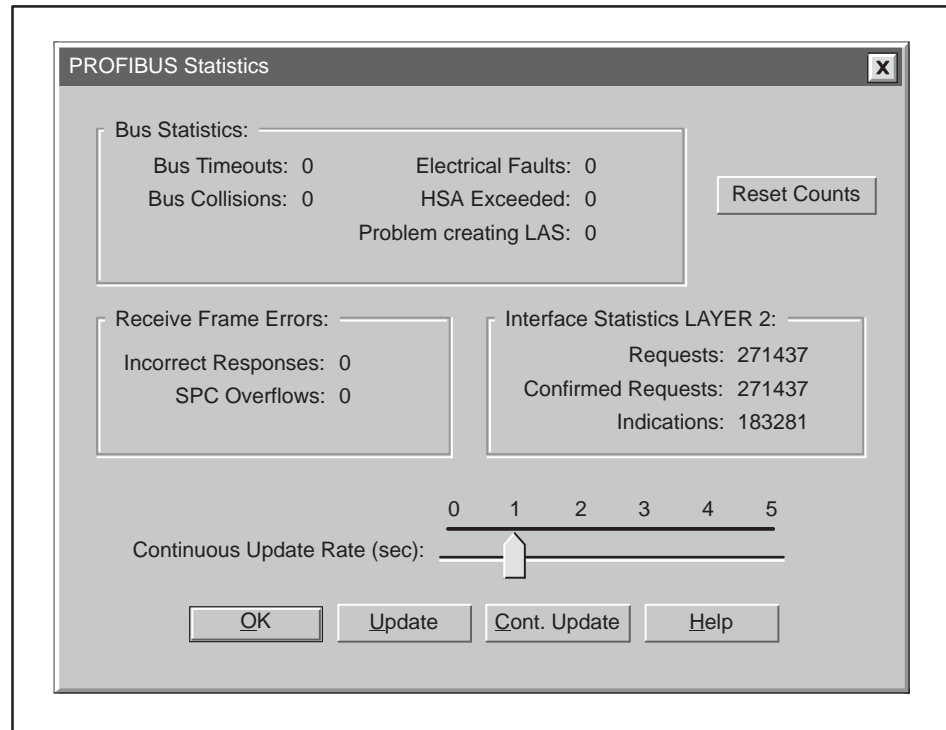 PROFIBUS Statistics
X
Bus Statistics:
Bus Timeouts: 0
Electrical Faults: 0
Bus Collisions: 0
HSA Exceeded: 0
Problem creating LAS: 0
Reset Counts
Receive Frame Errors:
Incorrect Responses: 0
SPC Overflows: 0
Interface Statistics LAYER 2:
Requests: 271437
Confirmed Requests: 271437
Indications: 183281
0 1 2 3 4 5
Continuous Update Rate (sec):
OK
Update
Cont. Update
Help